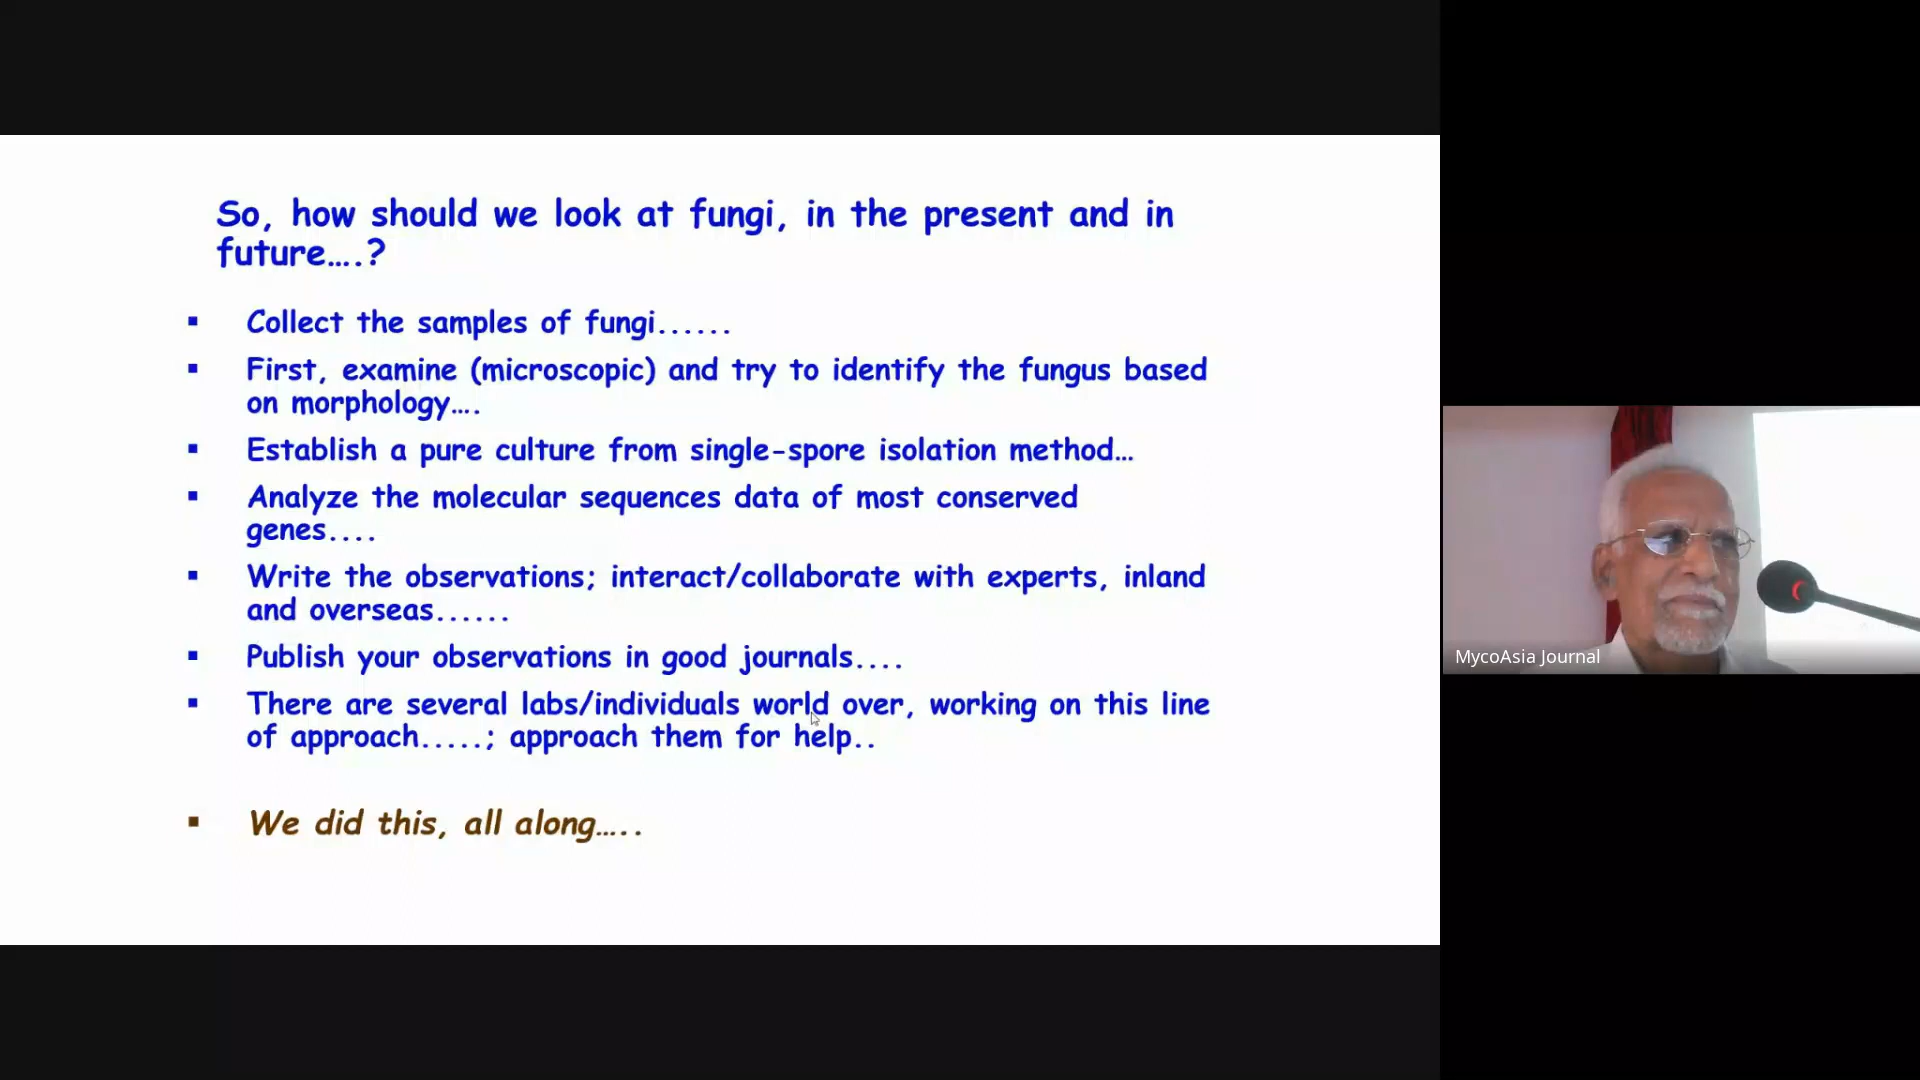 So, how should we look at fungi, in the present and in
future….?
▪ Collect the samples of fungi......
▪ First, examine (microscopic) and try to identify the fungus based
on morphology….
▪ Establish a pure culture from single-spore isolation method…
▪ Analyze the molecular sequences data of most conserved
genes....
▪ Write the observations; interact/collaborate with experts, inland
and overseas......
▪ Publish your observations in good journals....
▪ There are several labs/individuals world over, working on this line
of approach.....; approach them for help..
▪ We did this, all along…..
MycoAsia Journal